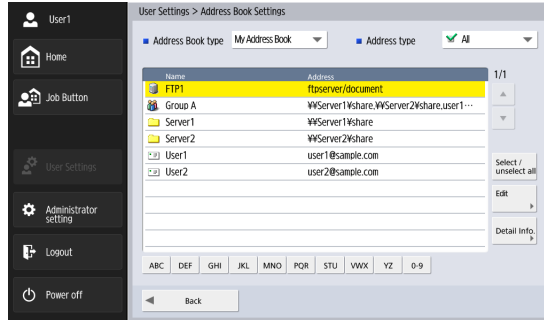 User1
Home
Job Button
User Settings
Administrator
setting
Logout
Power off
User Settings > Address Book Settings
Address Book type My Address Book Address type All
Name Address
FTP1 ftpserver/document
Group A ¥¥Server1¥share,¥¥Server2¥share,user1⋯
Server1 ¥¥Server1¥share
Server2 ¥¥Server2¥share
User1 user1@sample.com
User2 user2@sample.com
1/1
Select /
unselect all
Edit
Detail Info.
ABC DEF GHI JKL MNO PQR STU VWX YZ 0-9
Back